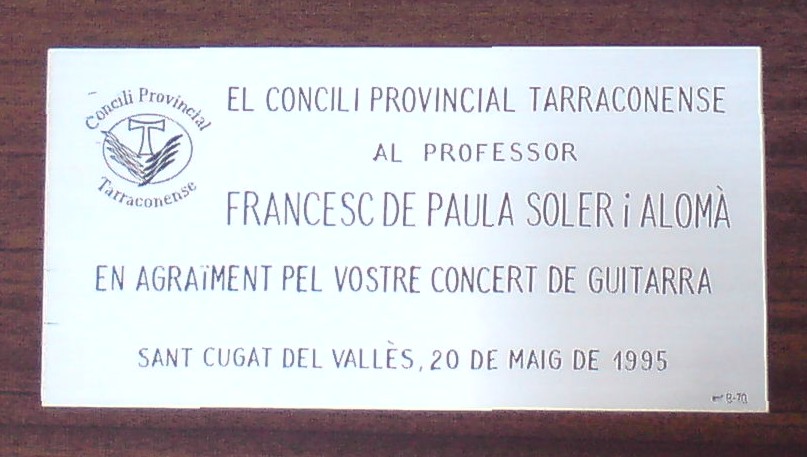 Concili Provincial
Tarraconense
EL CONCILI PROVINCIAL TARRACONENSE
AL PROFESSOR
FRANCESC DE PAULA SOLER i ALOMÀ
EN AGRAÏMENT PEL VOSTRE CONCERT DE GUITARRA
SANT CUGAT DEL VALLÈS, 20 DE MAIG DE 1995
B-70